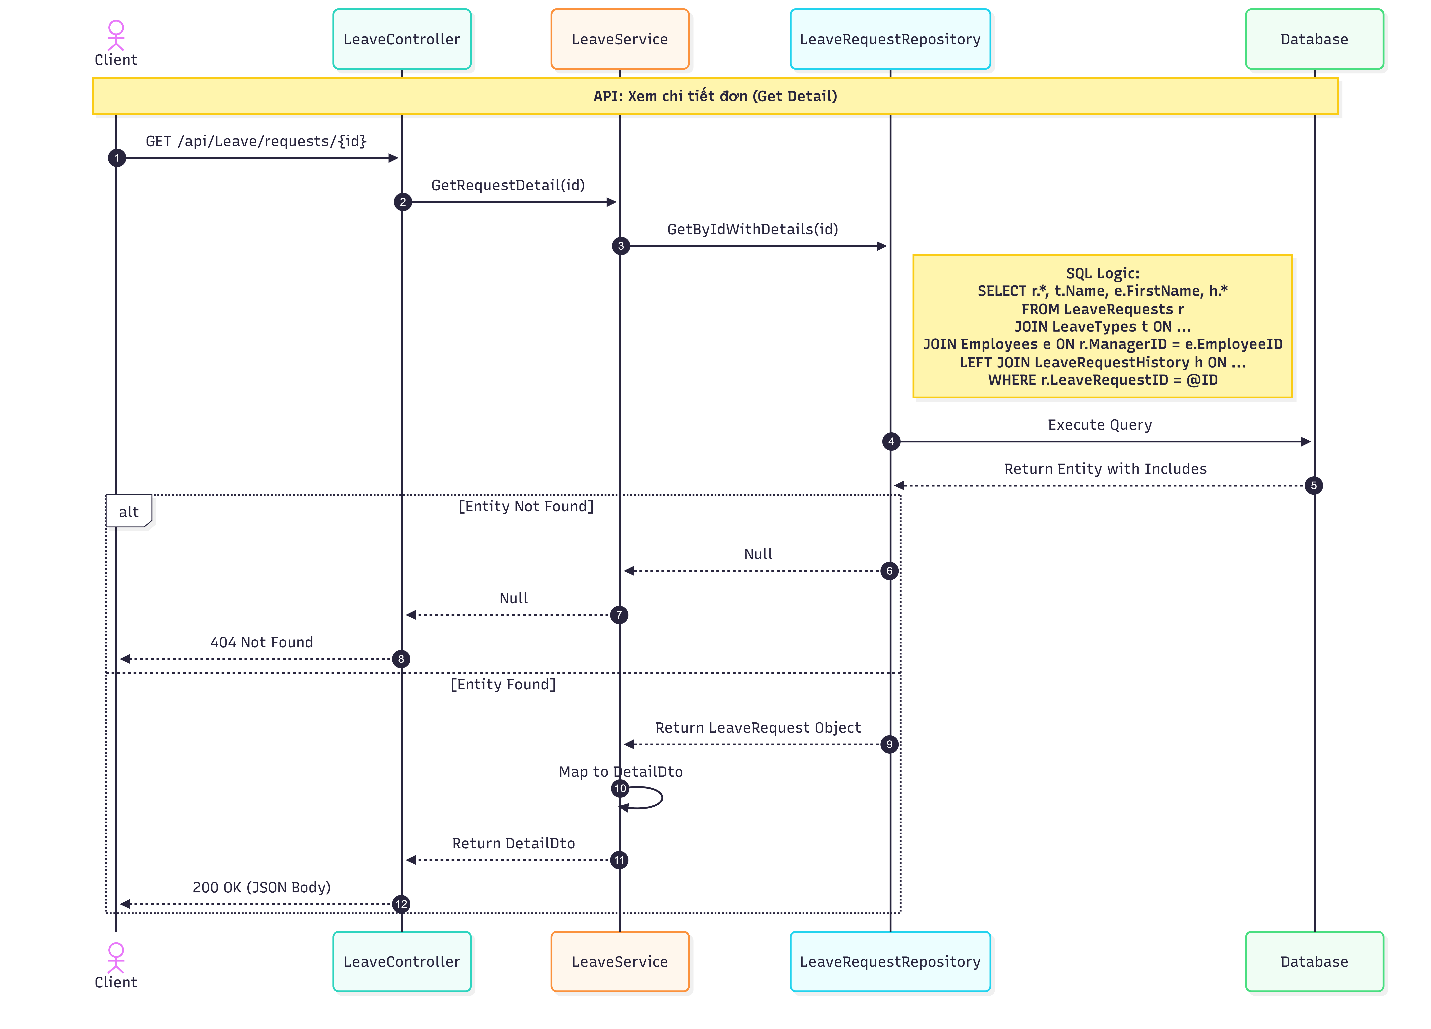 LeaveController
LeaveService
LeaveRequestRepository
Database
Client
API: Xem chi tiết đơn (Get Detail)
GET /api/Leave/requests/{id}
1
GetRequestDetail(id)
2
GetByIdWithDetails(id)
3
SQL Logic:
SELECT r.*, t.Name, e.FirstName, h.*
FROM LeaveRequests r
JOIN LeaveTypes t ON ...
JOIN Employees e ON r.ManagerID = e.EmployeeID
LEFT JOIN LeaveRequestHistory h ON ...
WHERE r.LeaveRequestID = @ID
Execute Query
4
Return Entity with Includes
5
alt
[Entity Not Found]
Null
6
Null
7
404 Not Found
8
[Entity Found]
Return LeaveRequest Object
9
Map to DetailDto
10
Return DetailDto
11
200 OK (JSON Body)
12
LeaveController
LeaveService
LeaveRequestRepository
Database
Client